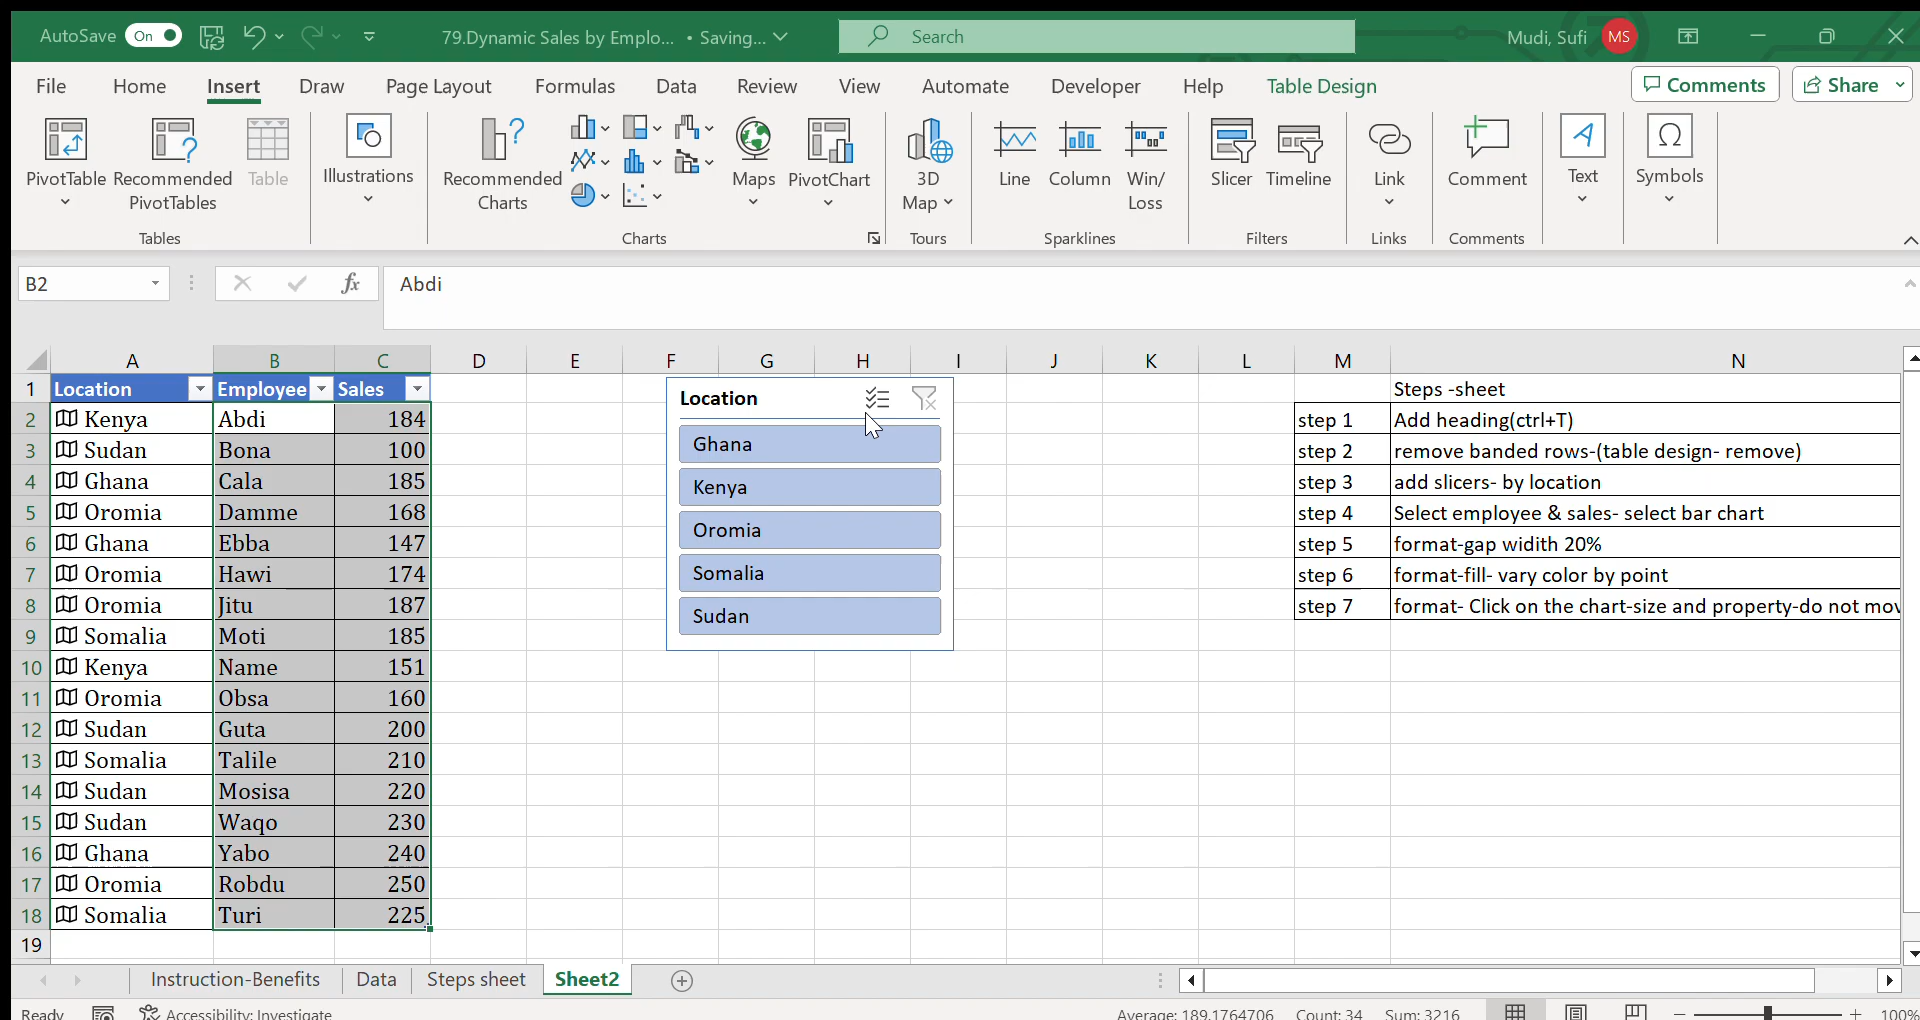 AutoSave On 79.Dynamic Sales by Emplo... • Saving... Search Mudi, Sufi MS
File Home Insert Draw Page Layout Formulas Data Review View Automate Developer Help Table Design Comments Share
PivotTable Recommended PivotTables Table Illustrations Recommended Charts Maps PivotChart 3D Map Line Column Win/Loss Slicer Timeline Link Comment Text Symbols
Tables Charts Tours Sparklines Filters Links Comments
B2 fx Abdi
A B C D E F G H I J K L M N
1 Location Employee Sales Steps -sheet
2 Kenya Abdi 184 step 1 Add heading(ctrl+T)
3 Sudan Bona 100 step 2 remove banded rows-(table design- remove)
4 Ghana Cala 185 step 3 add slicers- by location
5 Oromia Damme 168 step 4 Select employee & sales- select bar chart
6 Ghana Ebba 147 step 5 format-gap widith 20%
7 Oromia Hawi 174 step 6 format-fill- vary color by point
8 Oromia Jitu 187 step 7 format- Click on the chart-size and property-do not mov
9 Somalia Moti 185
10 Kenya Name 151
11 Oromia Obsa 160
12 Sudan Guta 200
13 Somalia Talile 210
14 Sudan Mosisa 220
15 Sudan Waqo 230
16 Ghana Yabo 240
17 Oromia Robdu 250
18 Somalia Turi 225
19
Location
Ghana
Kenya
Oromia
Somalia
Sudan
Instruction-Benefits Data Steps sheet Sheet2
Ready Accessibility: Investigate Average: 189.1764706 Count: 34 Sum: 3216 100%